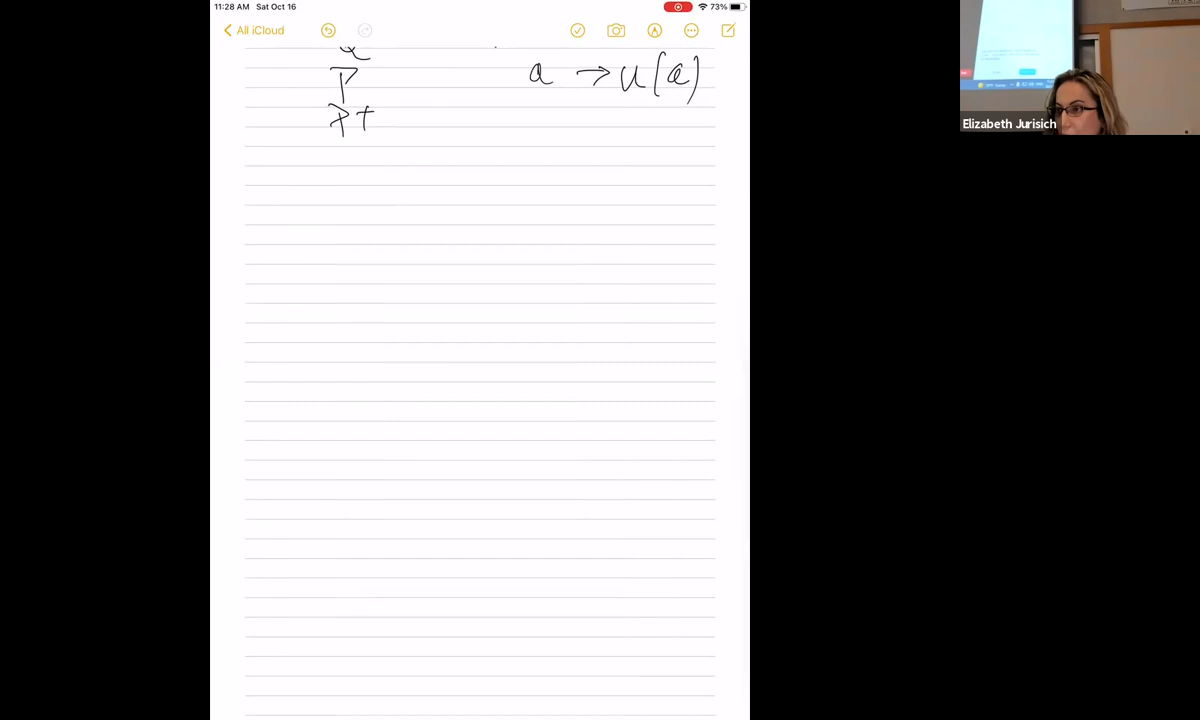 11:28 AM Sat Oct 16
73%
All iCloud
Q
P a → u(a)
P+
Elizabeth Jurisich